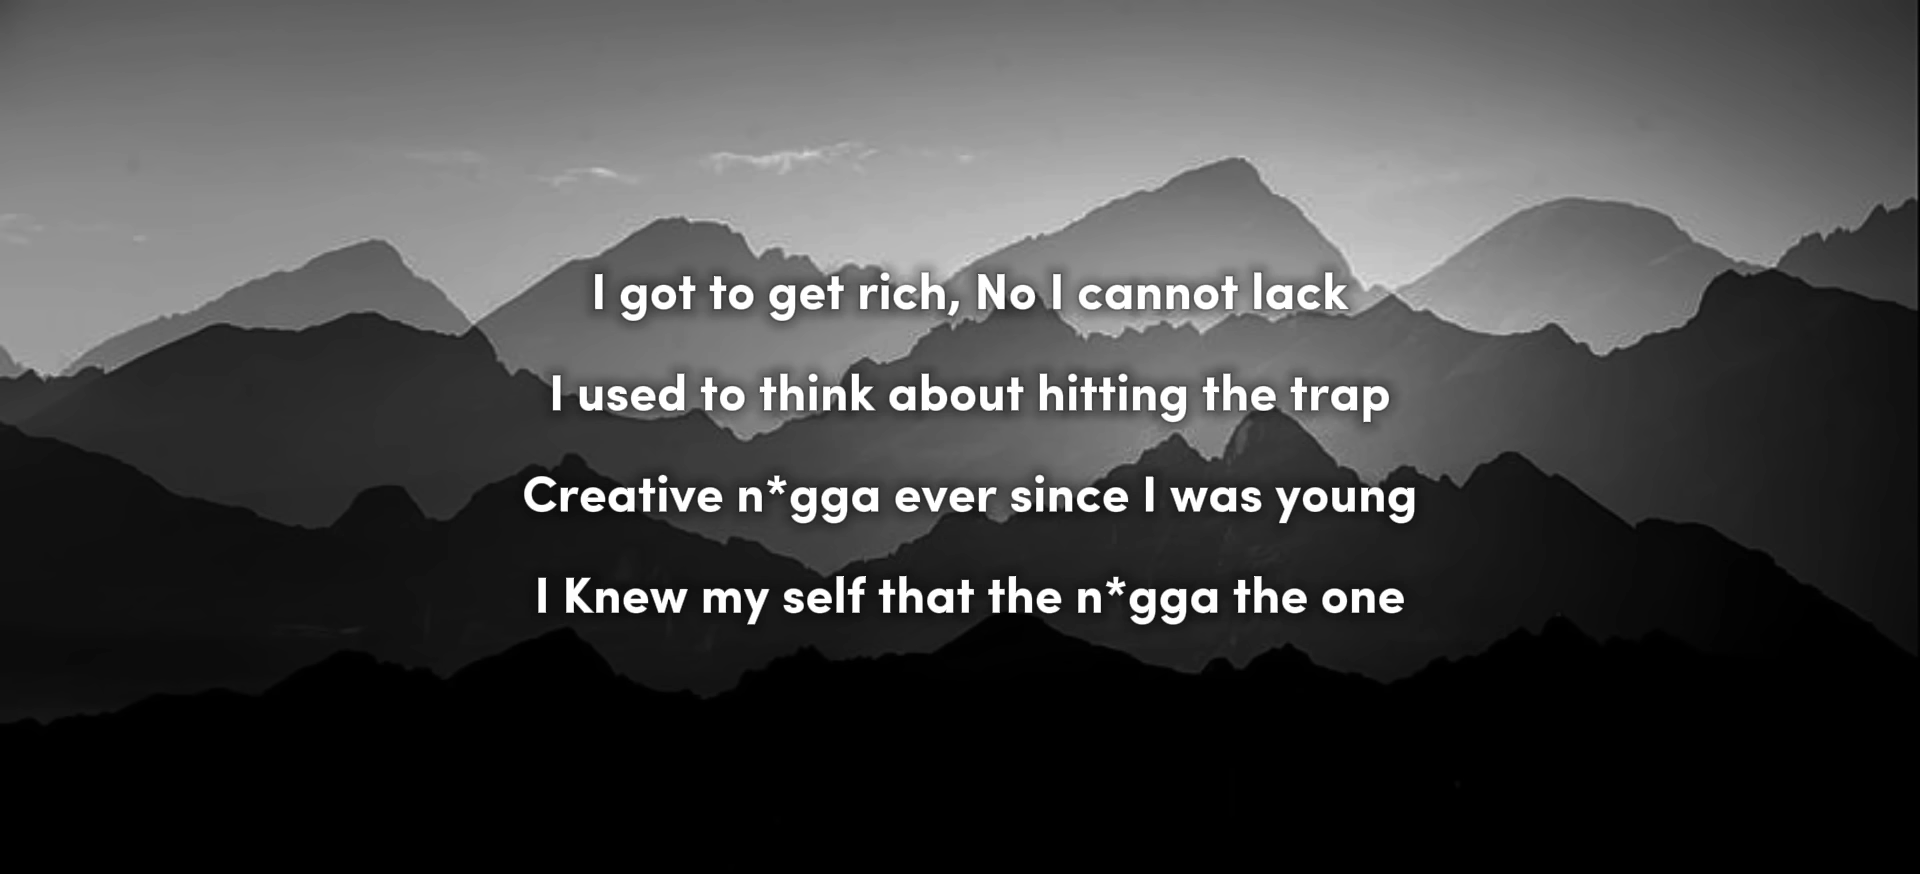 I got to get rich, No I cannot lack
I used to think about hitting the trap
Creative n*gga ever since I was young
I Knew my self that the n*gga the one